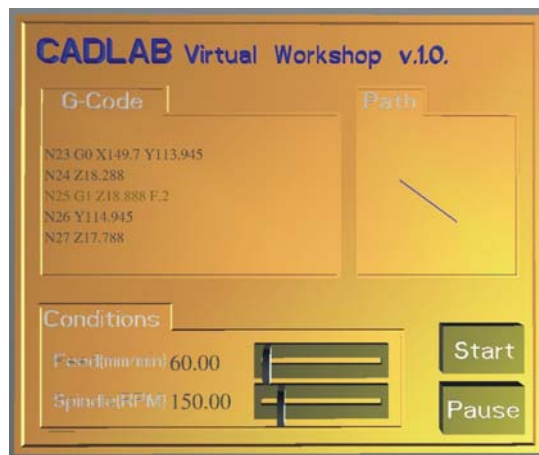 CADLAB Virtual Workshop v.1.0.
G-Code
Path
N23 G0 X149.7 Y113.945
N24 Z18.288
N25 G1 Z18.888 F.2
N26 Y114.945
N27 Z17.788
Conditions
Feed(mm/min) 60.00
Spindle(RPM) 150.00
Start
Pause